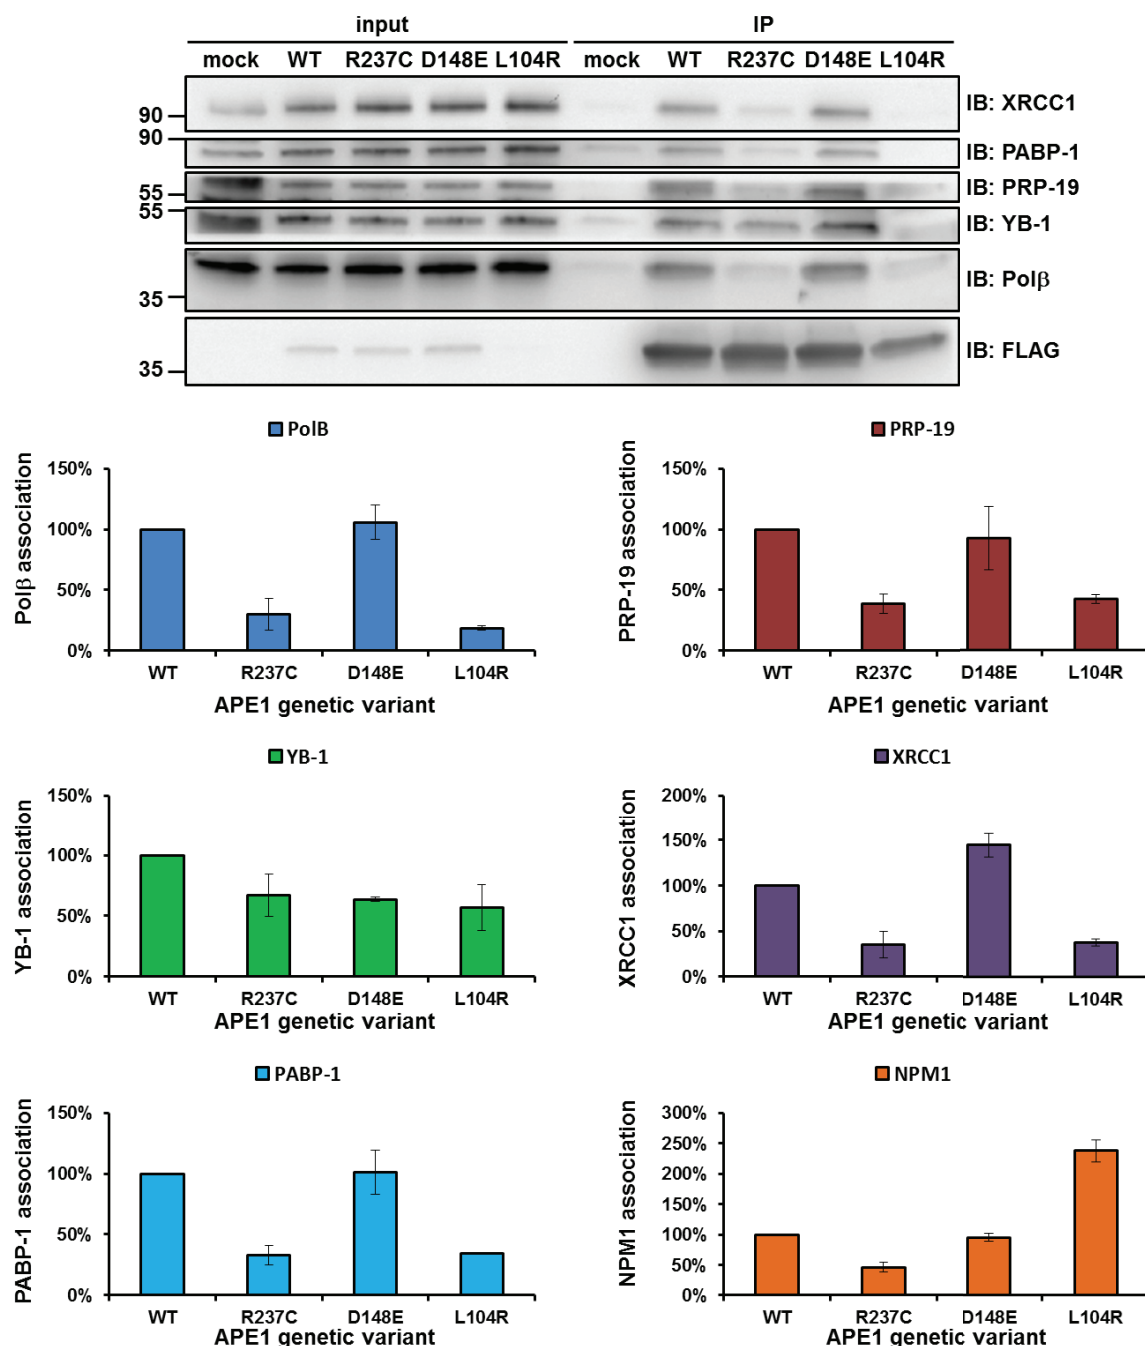 input IP
mock WT R237C D148E L104R mock WT R237C D148E L104R
90 IB: XRCC1
90 IB: PABP-1
55 IB: PRP-19
55 IB: YB-1
35 IB: Polβ
35 IB: FLAG
PolB
150%
100%
50%
0%
Polβ association
WT R237C D148E L104R
APE1 genetic variant
PRP-19
150%
100%
50%
0%
PRP-19 association
WT R237C D148E L104R
APE1 genetic variant
YB-1
150%
100%
50%
0%
YB-1 association
WT R237C D148E L104R
APE1 genetic variant
XRCC1
200%
150%
100%
50%
0%
XRCC1 association
WT R237C D148E L104R
APE1 genetic variant
PABP-1
150%
100%
50%
0%
PABP-1 association
WT R237C D148E L104R
APE1 genetic variant
NPM1
300%
250%
200%
150%
100%
50%
0%
NPM1 association
WT R237C D148E L104R
APE1 genetic variant